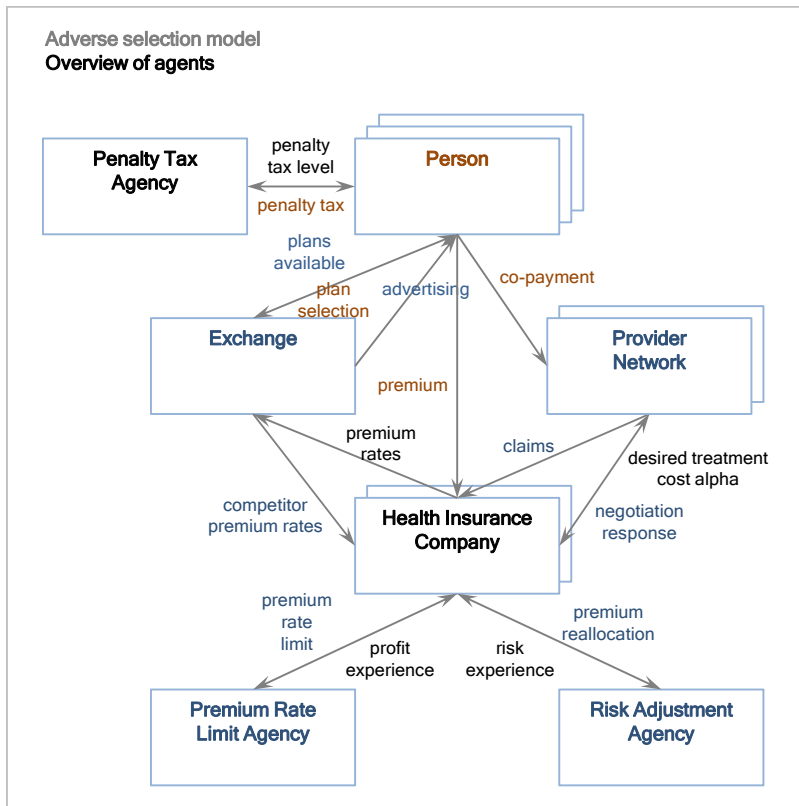 Adverse selection model
Overview of agents
penalty
tax level
Penalty Tax
Agency
Person
penalty tax
plans
available
advertising
co-payment
plan
selection
Exchange
Provider
Network
premium
premium
rates
claims
desired treatment
cost alpha
competitor
premium rates
Health Insurance
Company
negotiation
response
premium
rate
limit
profit
experience
risk
experience
premium
reallocation
Premium Rate
Limit Agency
Risk Adjustment
Agency